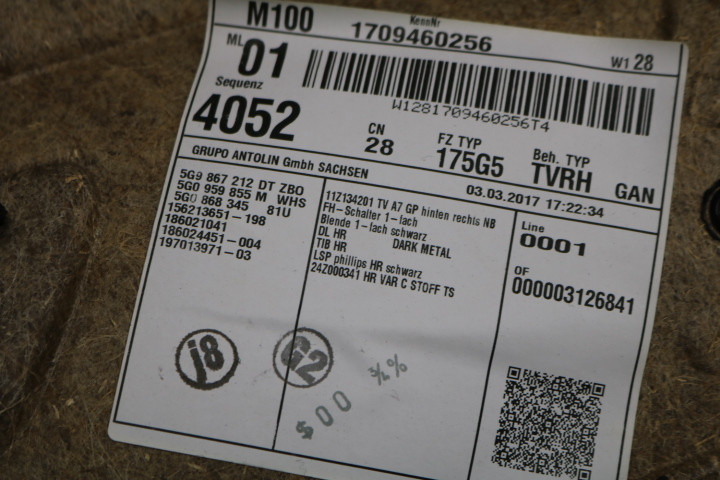 M100
KennNr
1709460256
W1 28
ML 01
W1281709460256T4
Sequenz
4052
CN 28
FZ TYP 175G5
Beh. TYP TVRH
GAN
GRUPO ANTOLIN GmbH SACHSEN
03.03.2017 17:22:34
5G9 867 212 DT ZBO
5G0 959 855 M WHS
5G0 868 345 81U
156213651-198
186021041
186024451-004
197013971-03
11Z134201 TV A7 GP hinten rechts NB
FH-Schalter 1-fach
Blende 1-fach schwarz
DL HR DARK METAL
TIB HR
LSP phillips HR schwarz
24Z000341 HR VAR C STOFF TS
Line
0001
OF
000003126841
j8
G2
$00